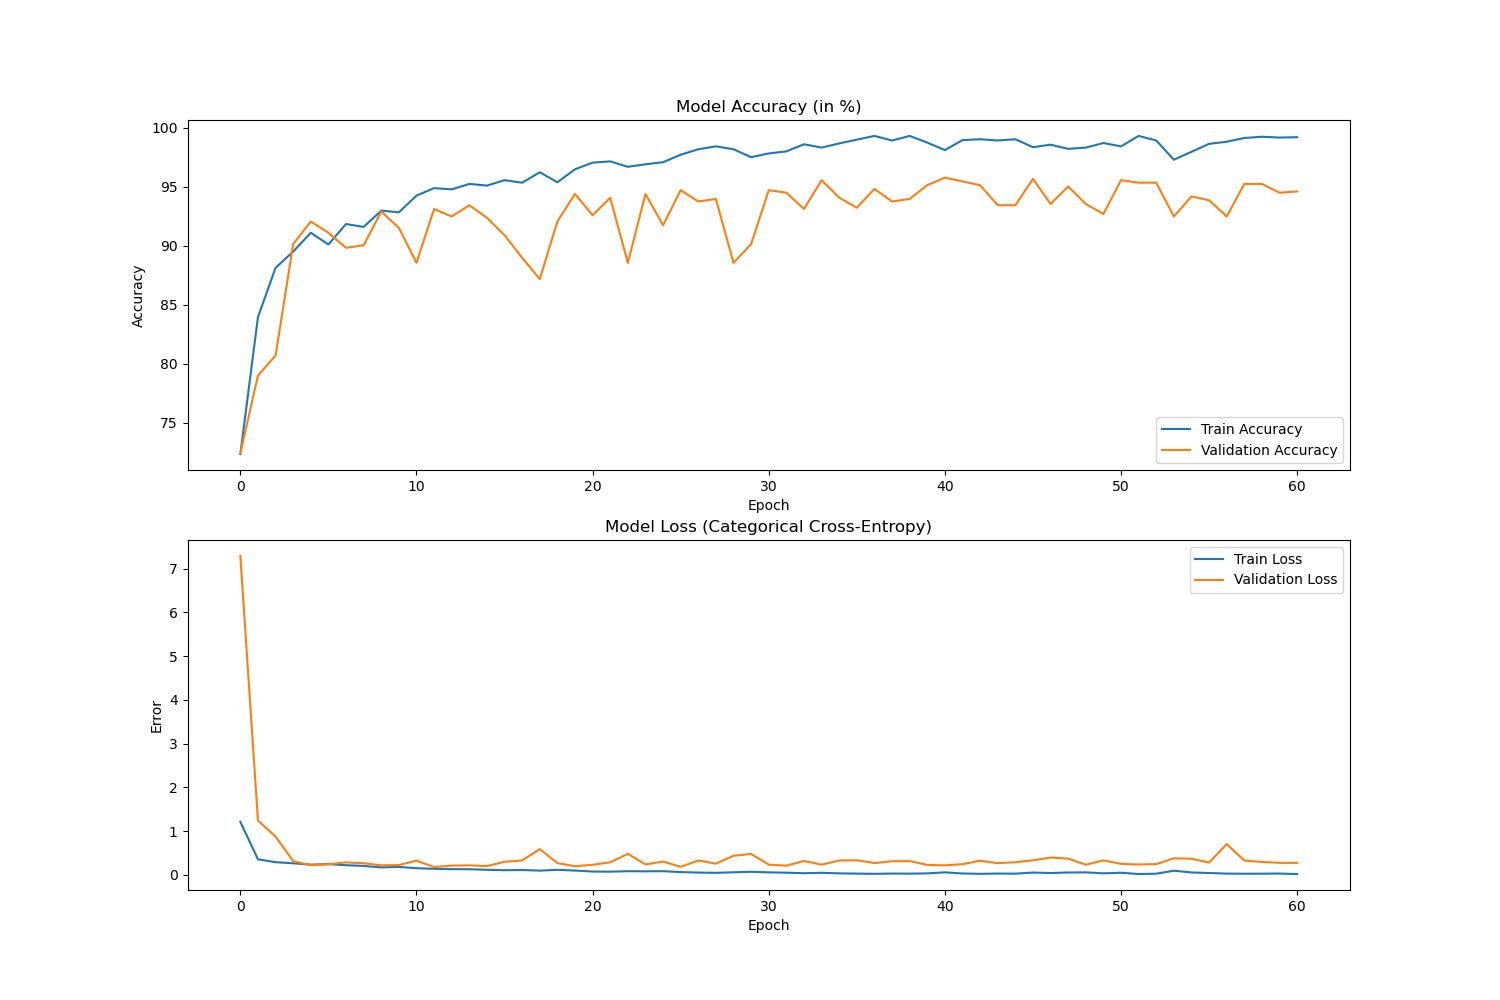 Model Accuracy (in %)
100
95
90
85
80
75
Accuracy
Train Accuracy
Validation Accuracy
0 10 20 30 40 50 60
Epoch
Model Loss (Categorical Cross-Entropy)
7
6
5
4
3
2
1
0
Error
Train Loss
Validation Loss
0 10 20 30 40 50 60
Epoch